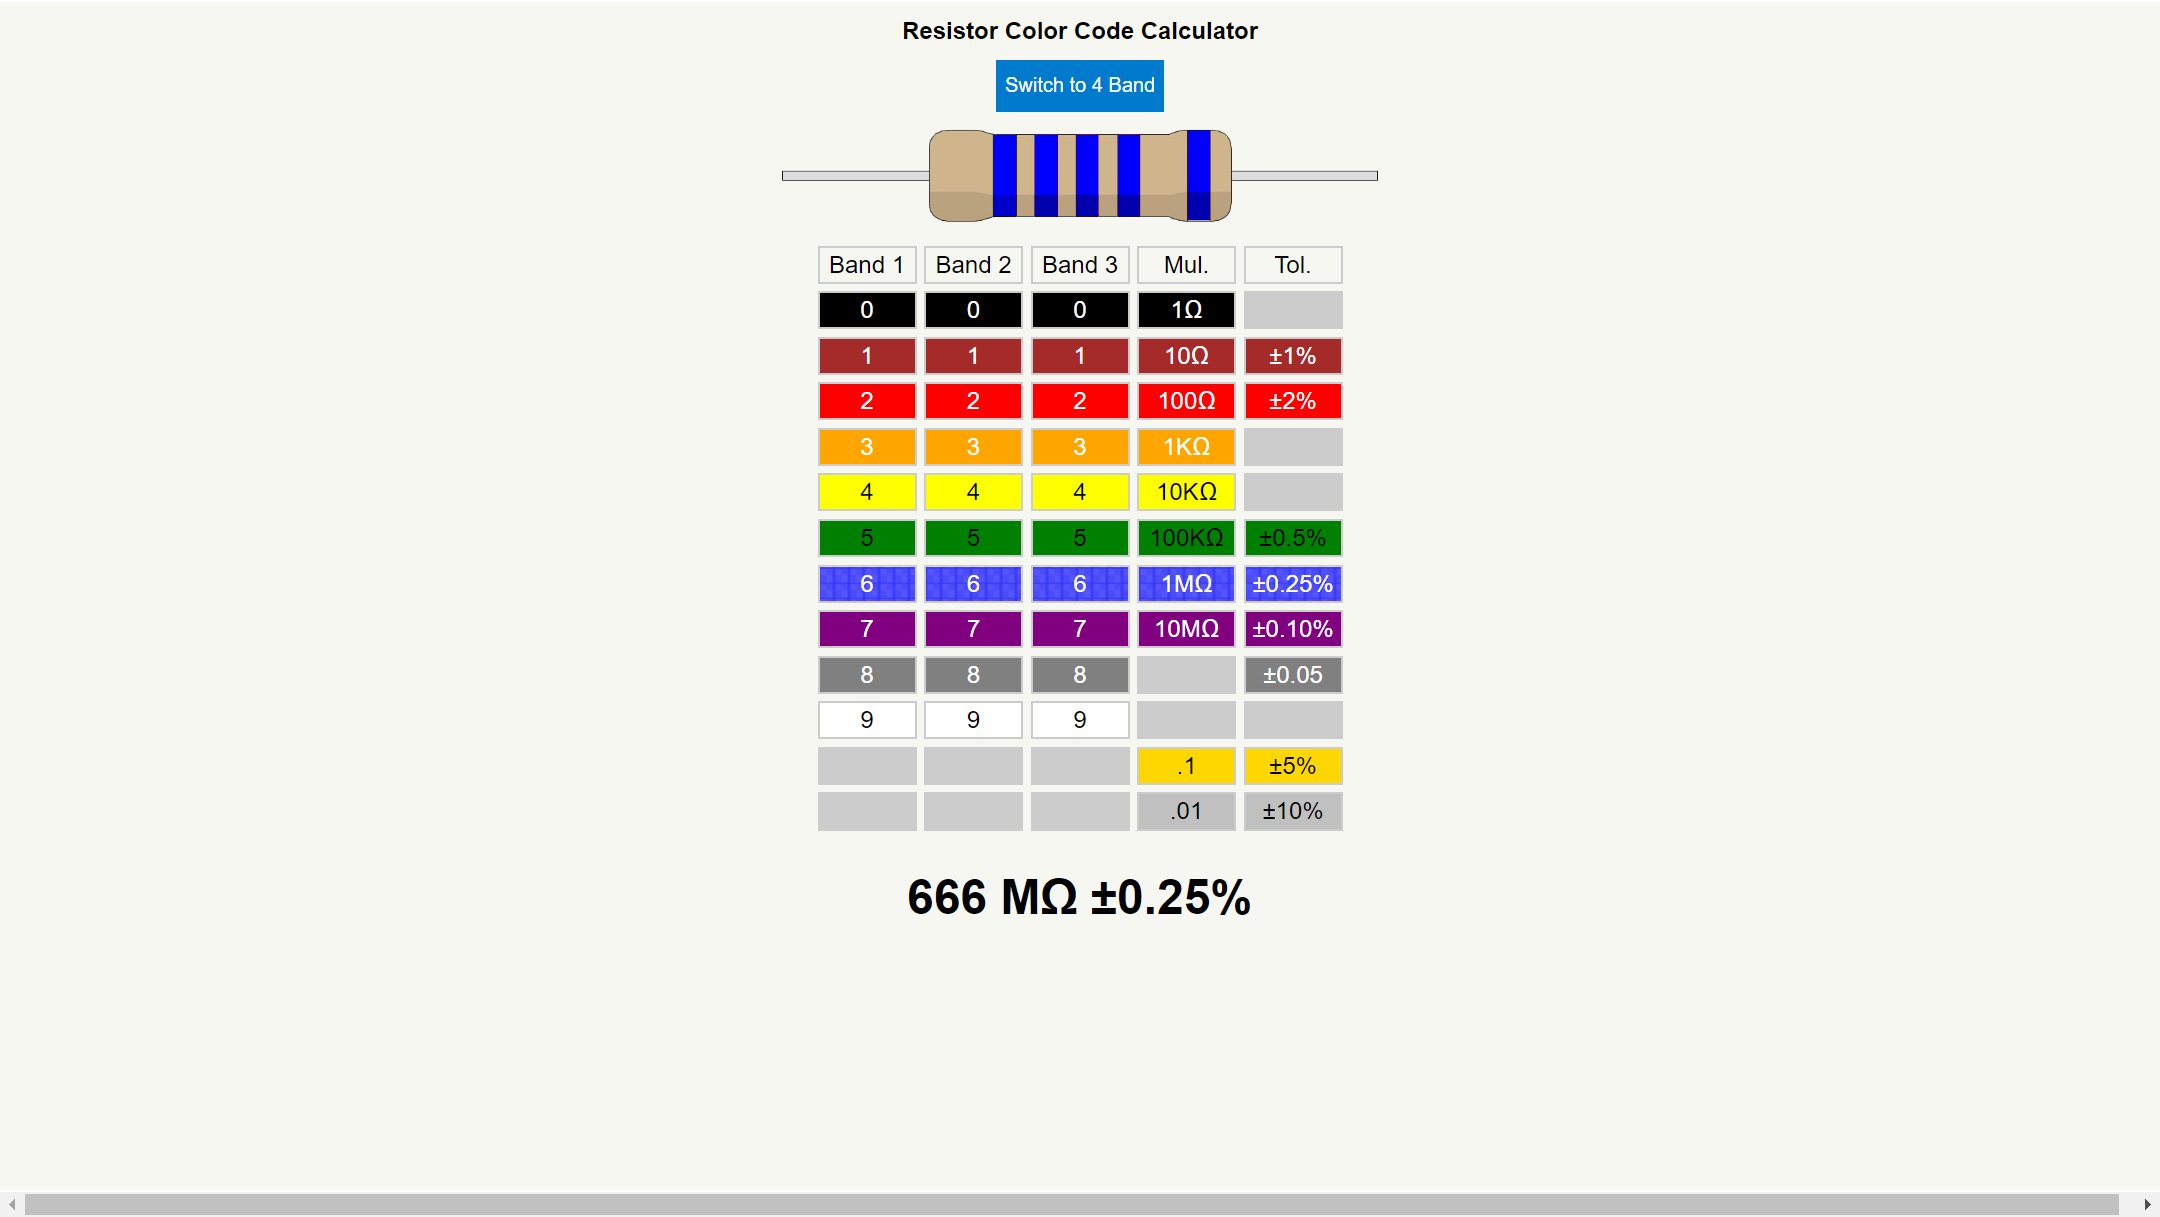 Resistor Color Code Calculator
Switch to 4 Band
Band 1 Band 2 Band 3 Mul. Tol.
0 0 0 1Ω
1 1 1 10Ω ±1%
2 2 2 100Ω ±2%
3 3 3 1KΩ
4 4 4 10KΩ
5 5 5 100KΩ ±0.5%
6 6 6 1MΩ ±0.25%
7 7 7 10MΩ ±0.10%
8 8 8 ±0.05
9 9 9
.1 ±5%
.01 ±10%
666 MΩ ±0.25%